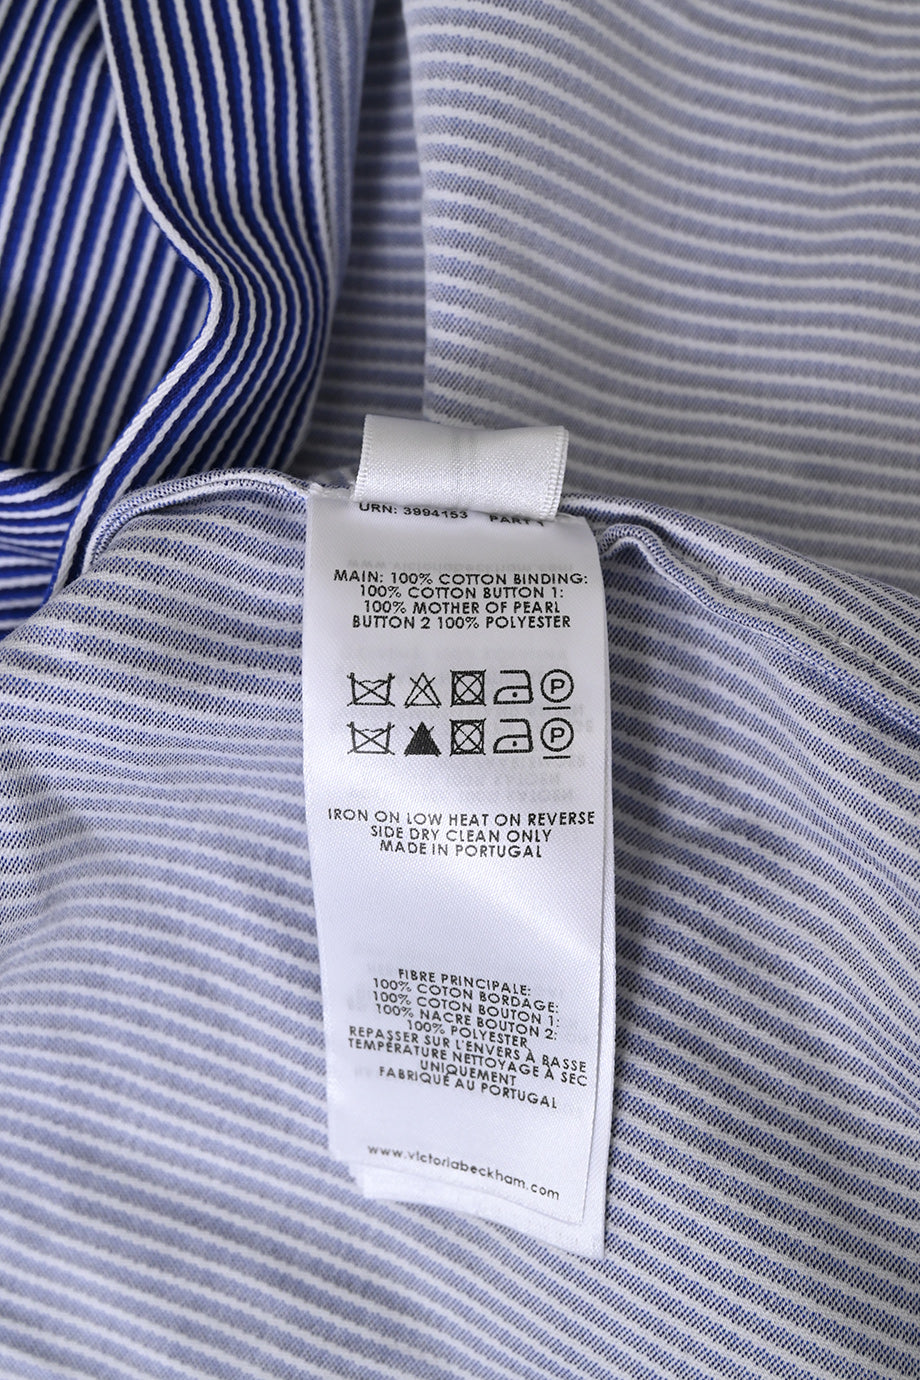 URN: 3994153 PART 1
MAIN: 100% COTTON BINDING:
100% COTTON BUTTON 1:
100% MOTHER OF PEARL
BUTTON 2 100% POLYESTER
P
P
IRON ON LOW HEAT ON REVERSE
SIDE DRY CLEAN ONLY
MADE IN PORTUGAL
FIBRE PRINCIPALE:
100% COTON BORDAGE:
100% COTON BOUTON 1:
100% NACRE BOUTON 2:
100% POLYESTER
REPASSER SUR L'ENVERS À BASSE
TEMPÉRATURE NETTOYAGE À SEC
UNIQUEMENT
FABRIQUÉ AU PORTUGAL
www.victoriabeckham.com